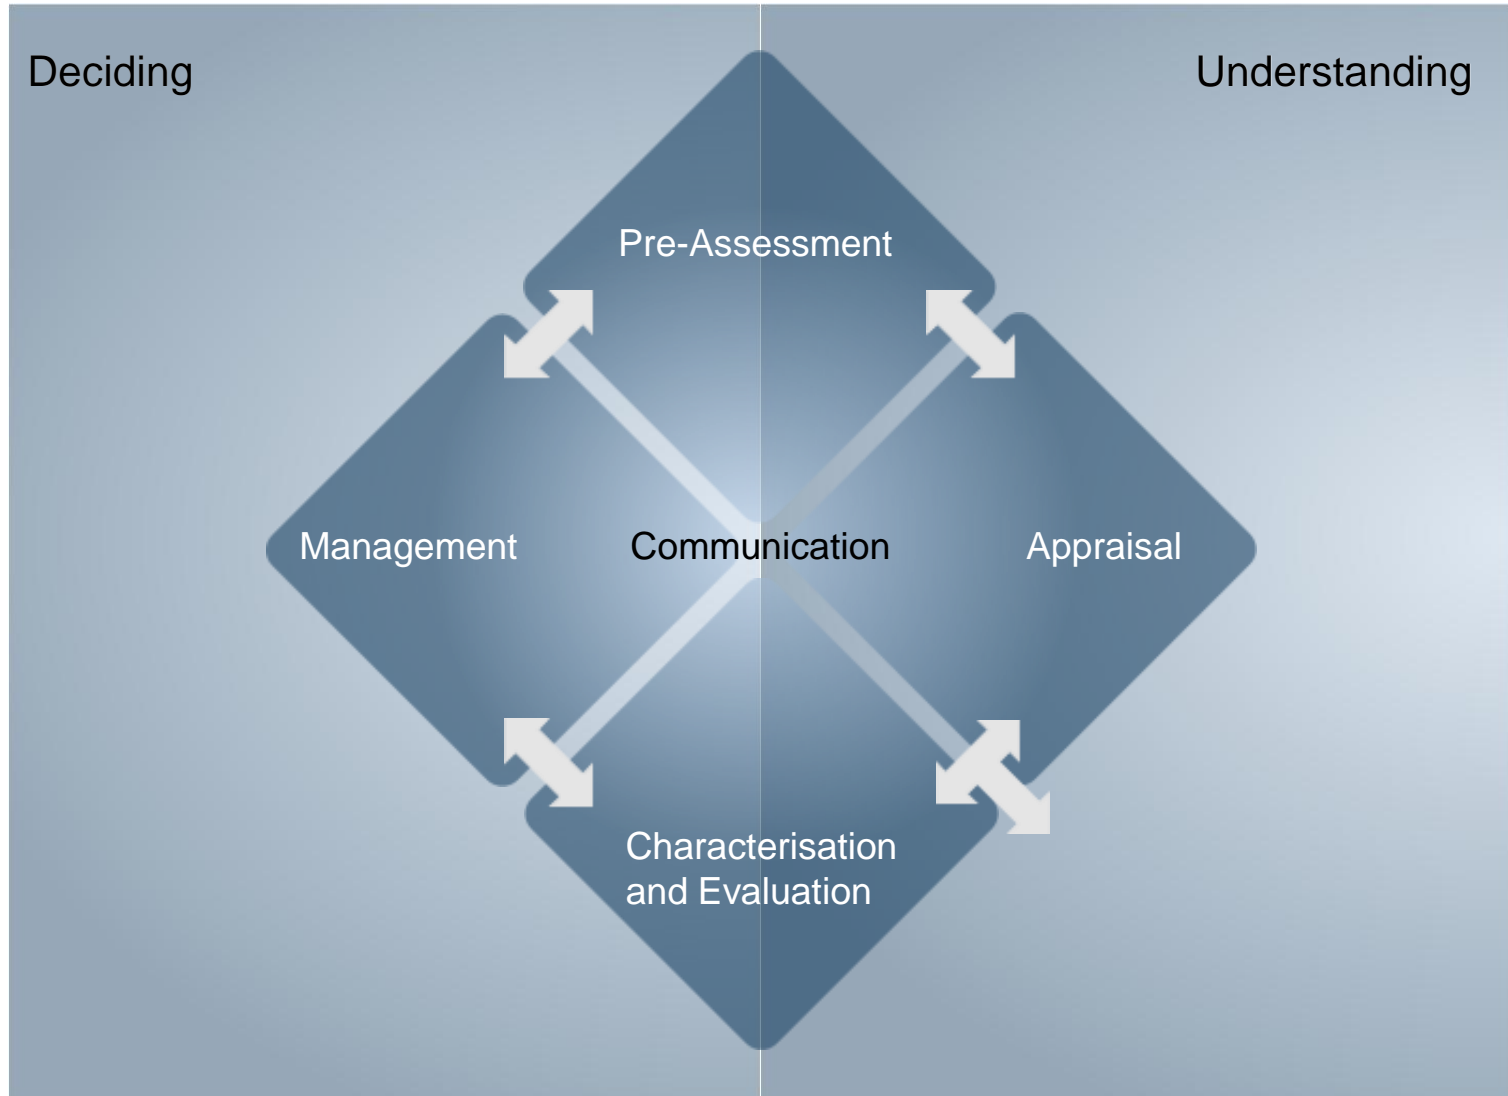 Deciding
Understanding
Pre-Assessment
Management
Communication
Appraisal
Characterisation
and Evaluation